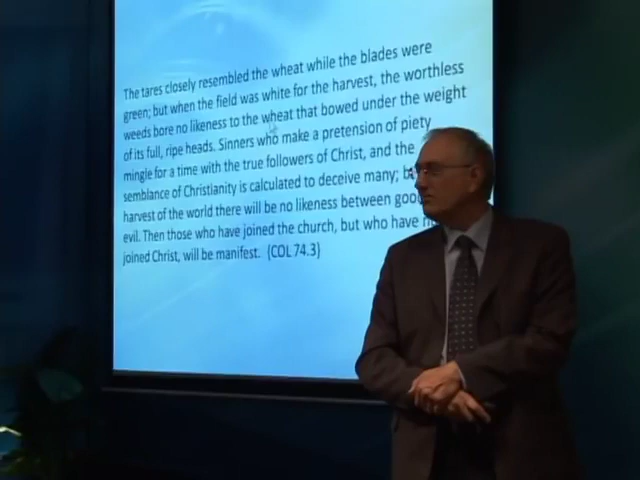 The tares closely resembled the wheat while the blades were
green; but when the field was white for the harvest, the worthless
weeds bore no likeness to the wheat that bowed under the weight
of its full, ripe heads. Sinners who make a pretension of piety
mingle for a time with the true followers of Christ, and the
semblance of Christianity is calculated to deceive many;
harvest of the world there will be no likeness between
evil. Then those who have joined the church, but who have
joined Christ, will be manifest. (COL 74.3)